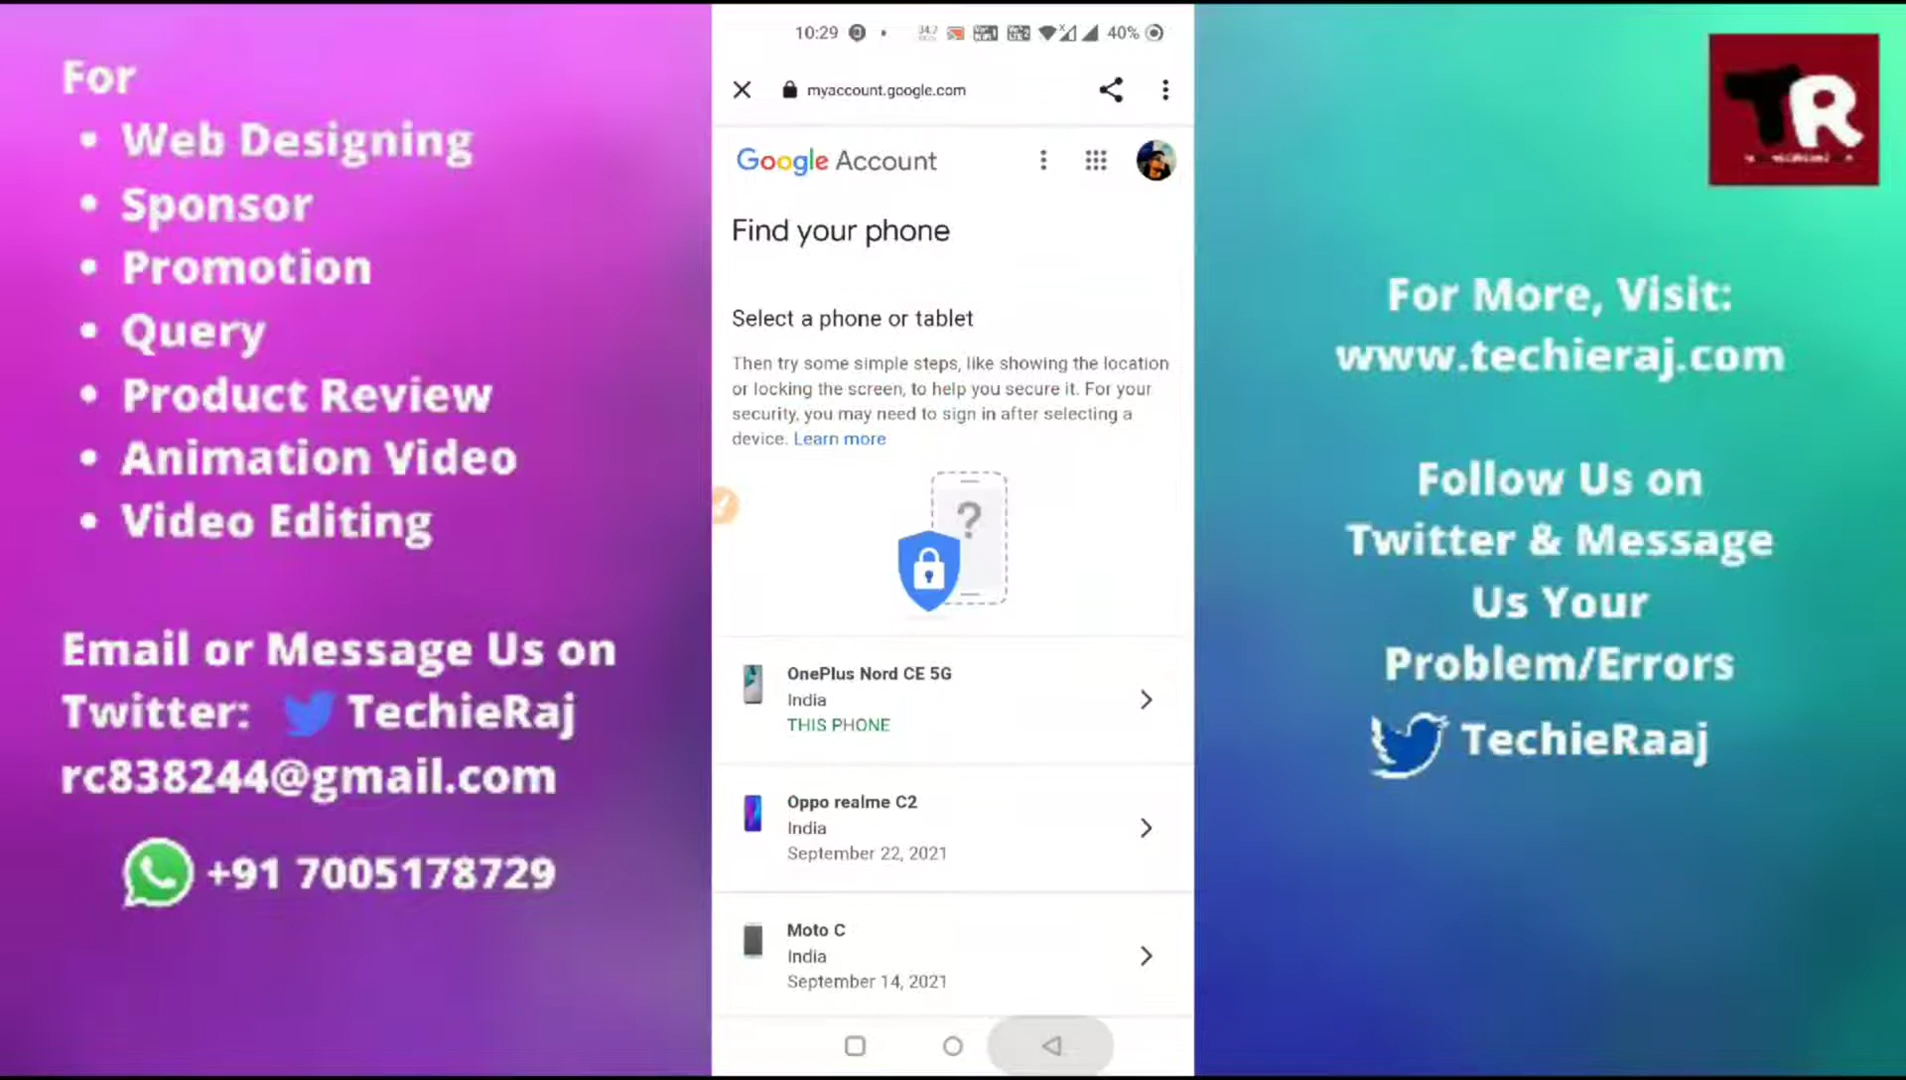 For
• Web Designing
• Sponsor
• Promotion
• Query
• Product Review
• Animation Video
• Video Editing
Email or Message Us on
Twitter: TechieRaj
rc838244@gmail.com
+91 7005178729
10:29
40%
myaccount.google.com
Google Account
Find your phone
Select a phone or tablet
Then try some simple steps, like showing the location
or locking the screen, to help you secure it. For your
security, you may need to sign in after selecting a
device. Learn more
?
OnePlus Nord CE 5G
India
THIS PHONE
Oppo realme C2
India
September 22, 2021
Moto C
India
September 14, 2021
TR
For More, Visit:
www.techieraj.com
Follow Us on
Twitter & Message
Us Your
Problem/Errors
TechieRaaj